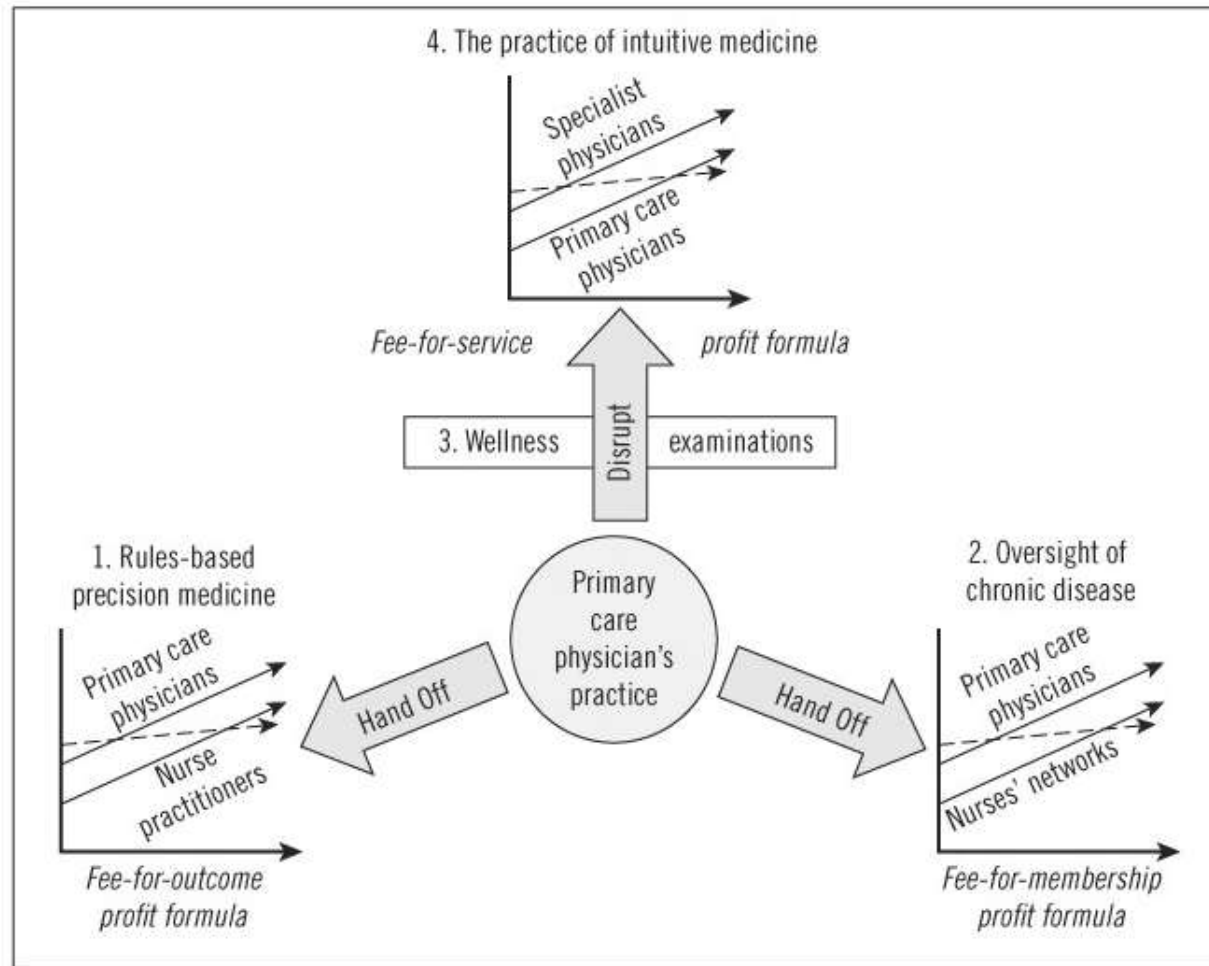 4. The practice of intuitive medicine
Specialist
physicians
Primary care
physicians
Fee-for-service
profit formula
Disrupt
3. Wellness
examinations
1. Rules-based
precision medicine
Primary care
physicians
Nurse
practitioners
Fee-for-outcome
profit formula
Hand Off
Primary
care
physician’s
practice
Hand Off
2. Oversight of
chronic disease
Primary care
physicians
Nurses’ networks
Fee-for-membership
profit formula